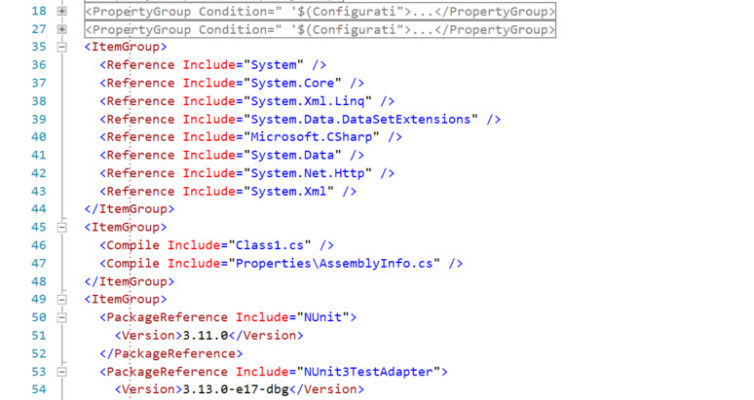 18 <PropertyGroup Condition=" '$(Configurati">...</PropertyGroup>
27 <PropertyGroup Condition=" '$(Configurati">...</PropertyGroup>
35 <ItemGroup>
36 <Reference Include="System" />
37 <Reference Include="System.Core" />
38 <Reference Include="System.Xml.Linq" />
39 <Reference Include="System.Data.DataSetExtensions" />
40 <Reference Include="Microsoft.CSharp" />
41 <Reference Include="System.Data" />
42 <Reference Include="System.Net.Http" />
43 <Reference Include="System.Xml" />
44 </ItemGroup>
45 <ItemGroup>
46 <Compile Include="Class1.cs" />
47 <Compile Include="Properties\AssemblyInfo.cs" />
48 </ItemGroup>
49 <ItemGroup>
50 <PackageReference Include="NUnit">
51 <Version>3.11.0</Version>
52 </PackageReference>
53 <PackageReference Include="NUnit3TestAdapter">
54 <Version>3.13.0-e17-dbg</Version>